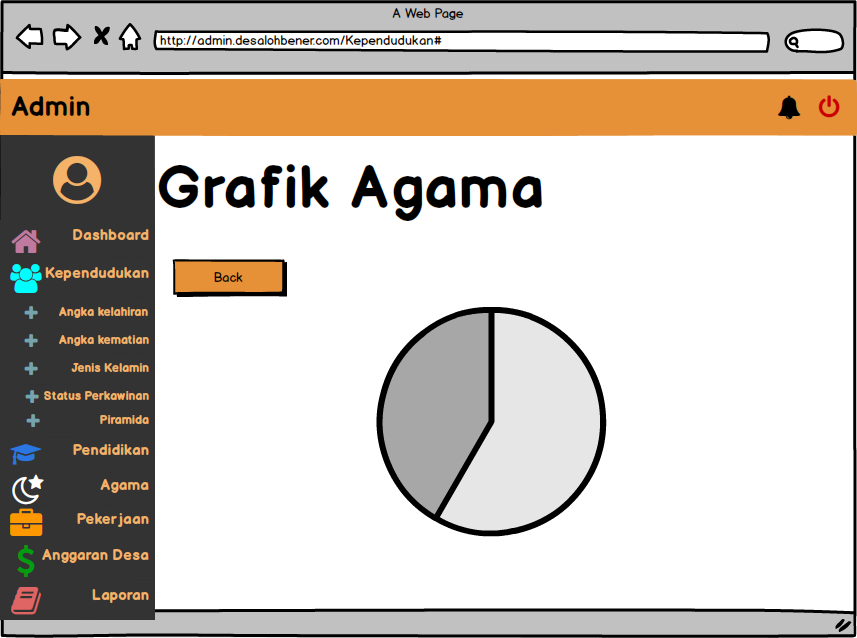 A Web Page
http://admin.desalohbener.com/Kependudukan#
Admin
Grafik Agama
Back
Dashboard
Kependudukan
Angka kelahiran
Angka kematian
Jenis Kelamin
Status Perkawinan
Piramida
Pendidikan
Agama
Pekerjaan
Anggaran Desa
Laporan